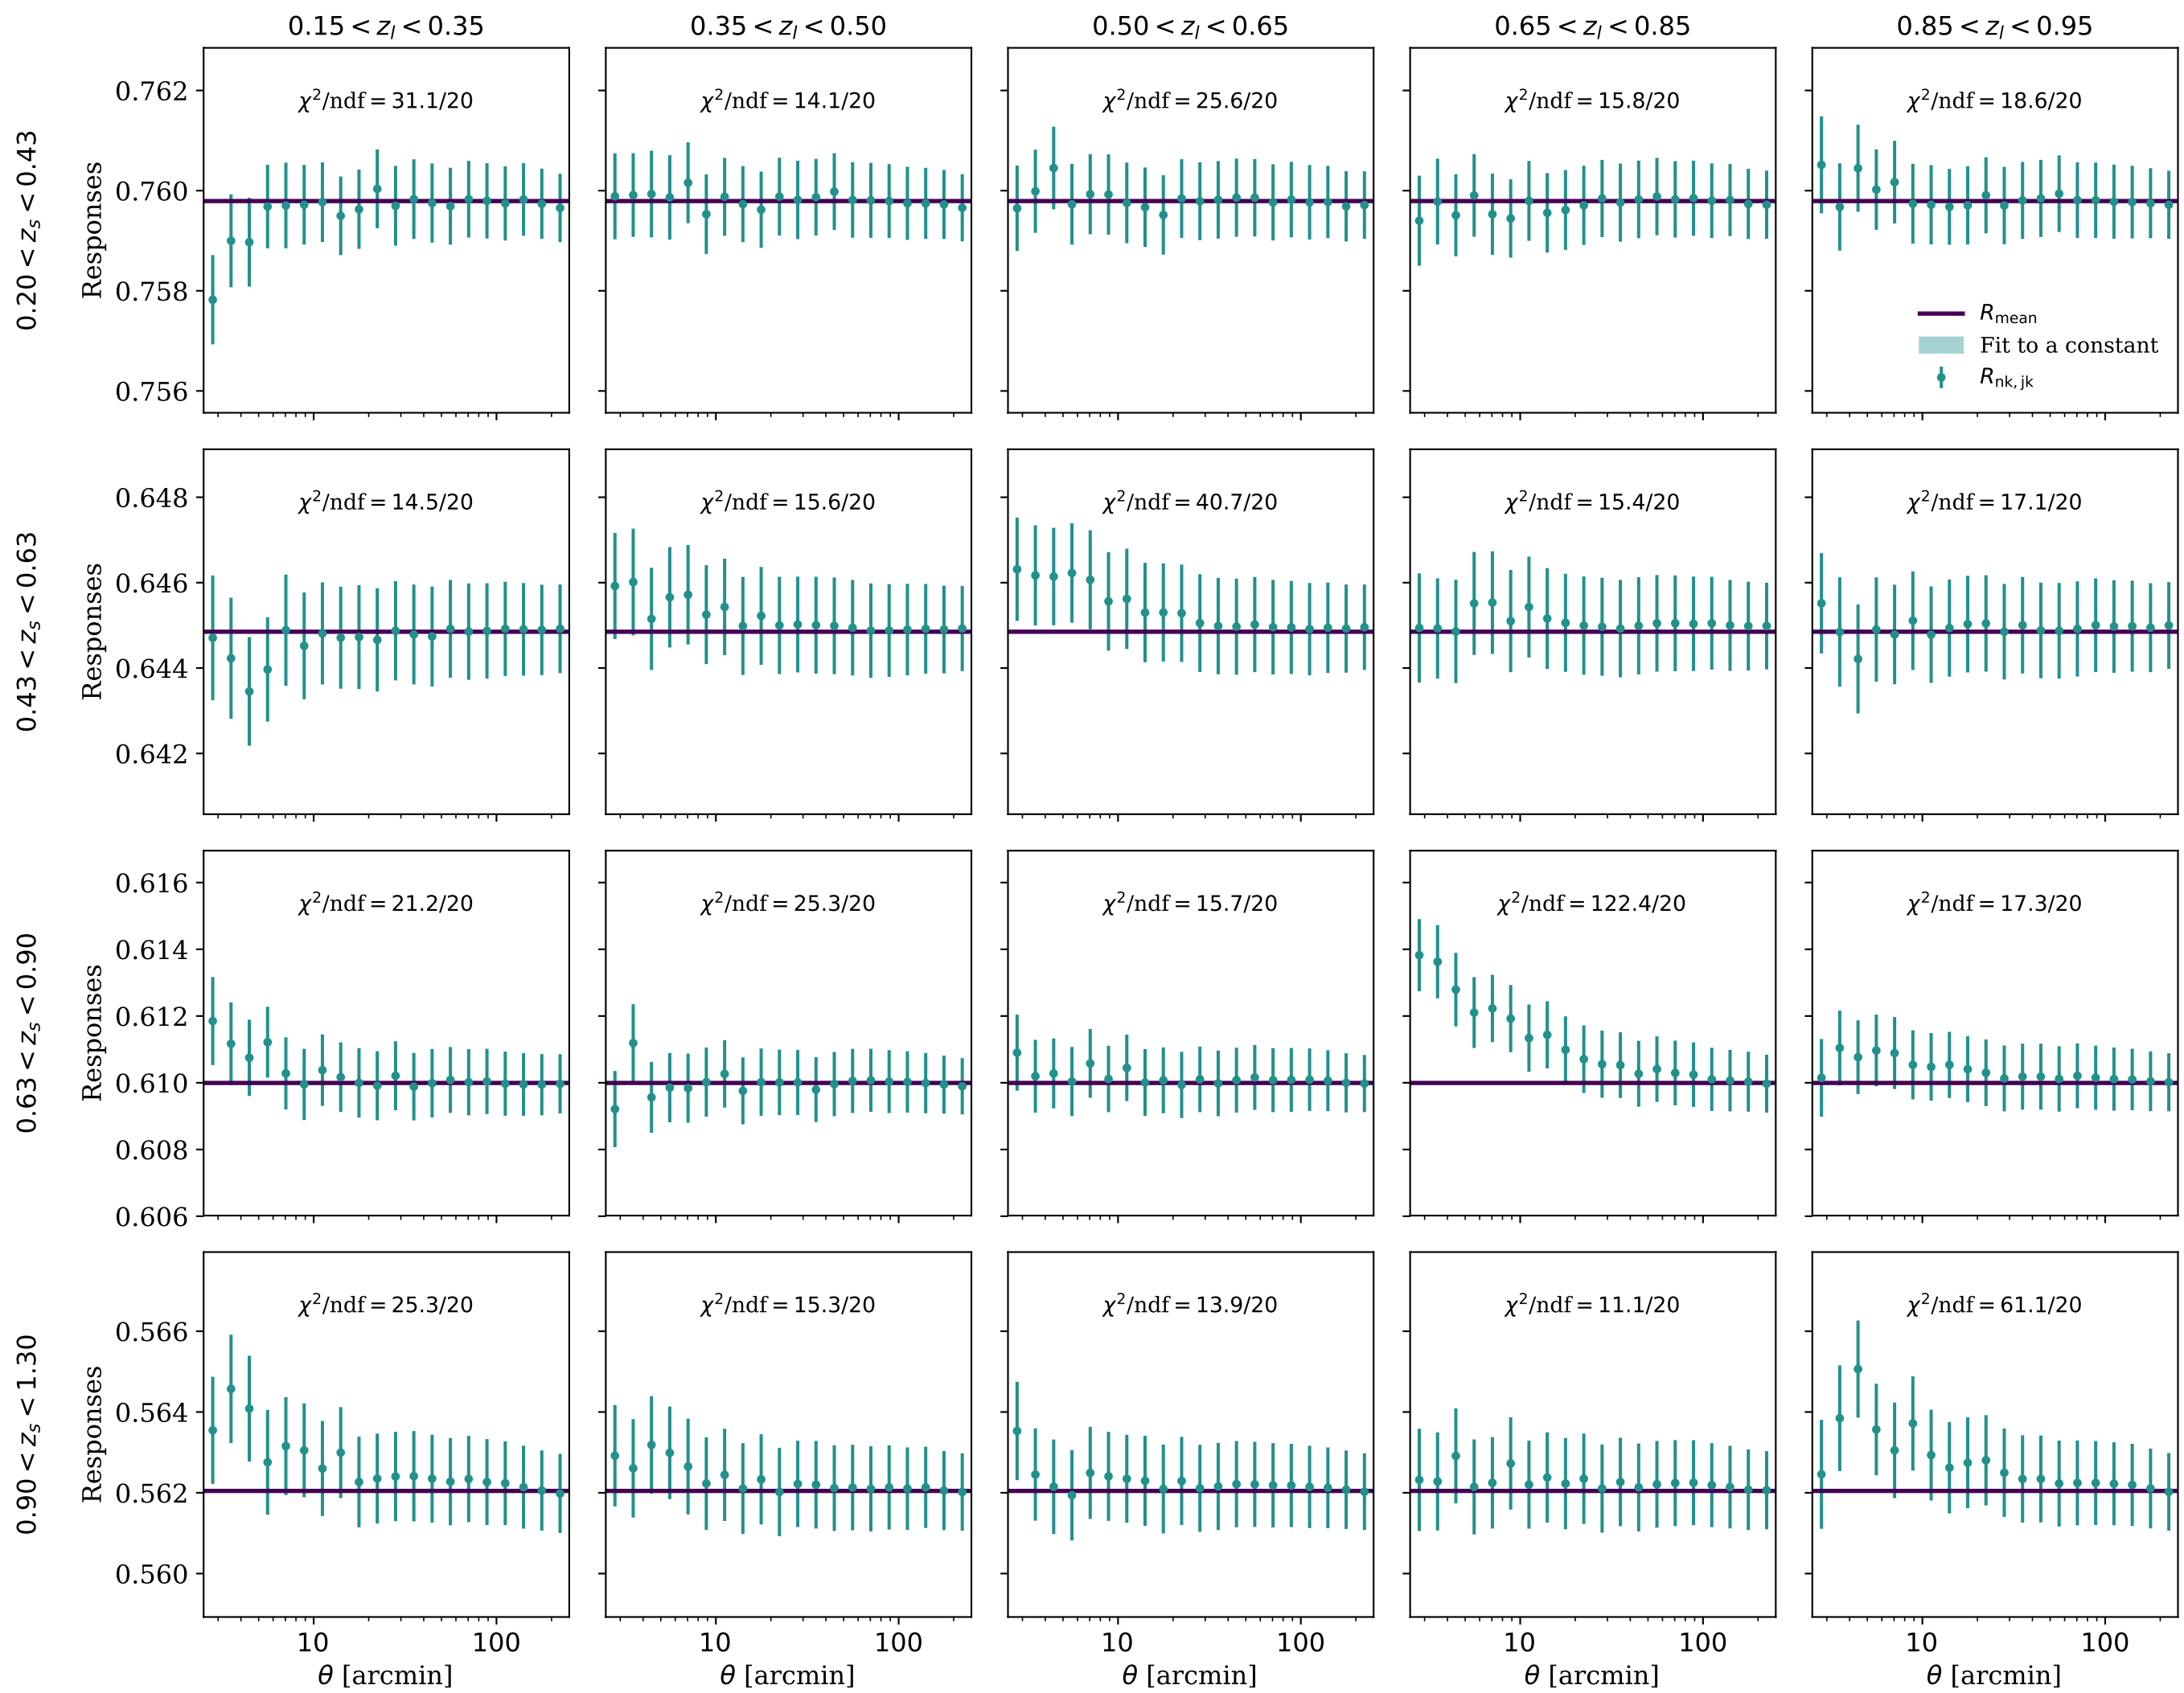 0.15 < z_l < 0.35
0.35 < z_l < 0.50
0.50 < z_l < 0.65
0.65 < z_l < 0.85
0.85 < z_l < 0.95
0.20 < z_s < 0.43
Responses
0.762
0.760
0.758
0.756
χ²/ndf = 31.1/20
χ²/ndf = 14.1/20
χ²/ndf = 25.6/20
χ²/ndf = 15.8/20
χ²/ndf = 18.6/20
R_mean
Fit to a constant
R_nk, jk
0.43 < z_s < 0.63
Responses
0.648
0.646
0.644
0.642
χ²/ndf = 14.5/20
χ²/ndf = 15.6/20
χ²/ndf = 40.7/20
χ²/ndf = 15.4/20
χ²/ndf = 17.1/20
0.63 < z_s < 0.90
Responses
0.616
0.614
0.612
0.610
0.608
0.606
χ²/ndf = 21.2/20
χ²/ndf = 25.3/20
χ²/ndf = 15.7/20
χ²/ndf = 122.4/20
χ²/ndf = 17.3/20
0.90 < z_s < 1.30
Responses
0.566
0.564
0.562
0.560
χ²/ndf = 25.3/20
χ²/ndf = 15.3/20
χ²/ndf = 13.9/20
χ²/ndf = 11.1/20
χ²/ndf = 61.1/20
10 100
10 100
10 100
10 100
10 100
θ [arcmin]
θ [arcmin]
θ [arcmin]
θ [arcmin]
θ [arcmin]